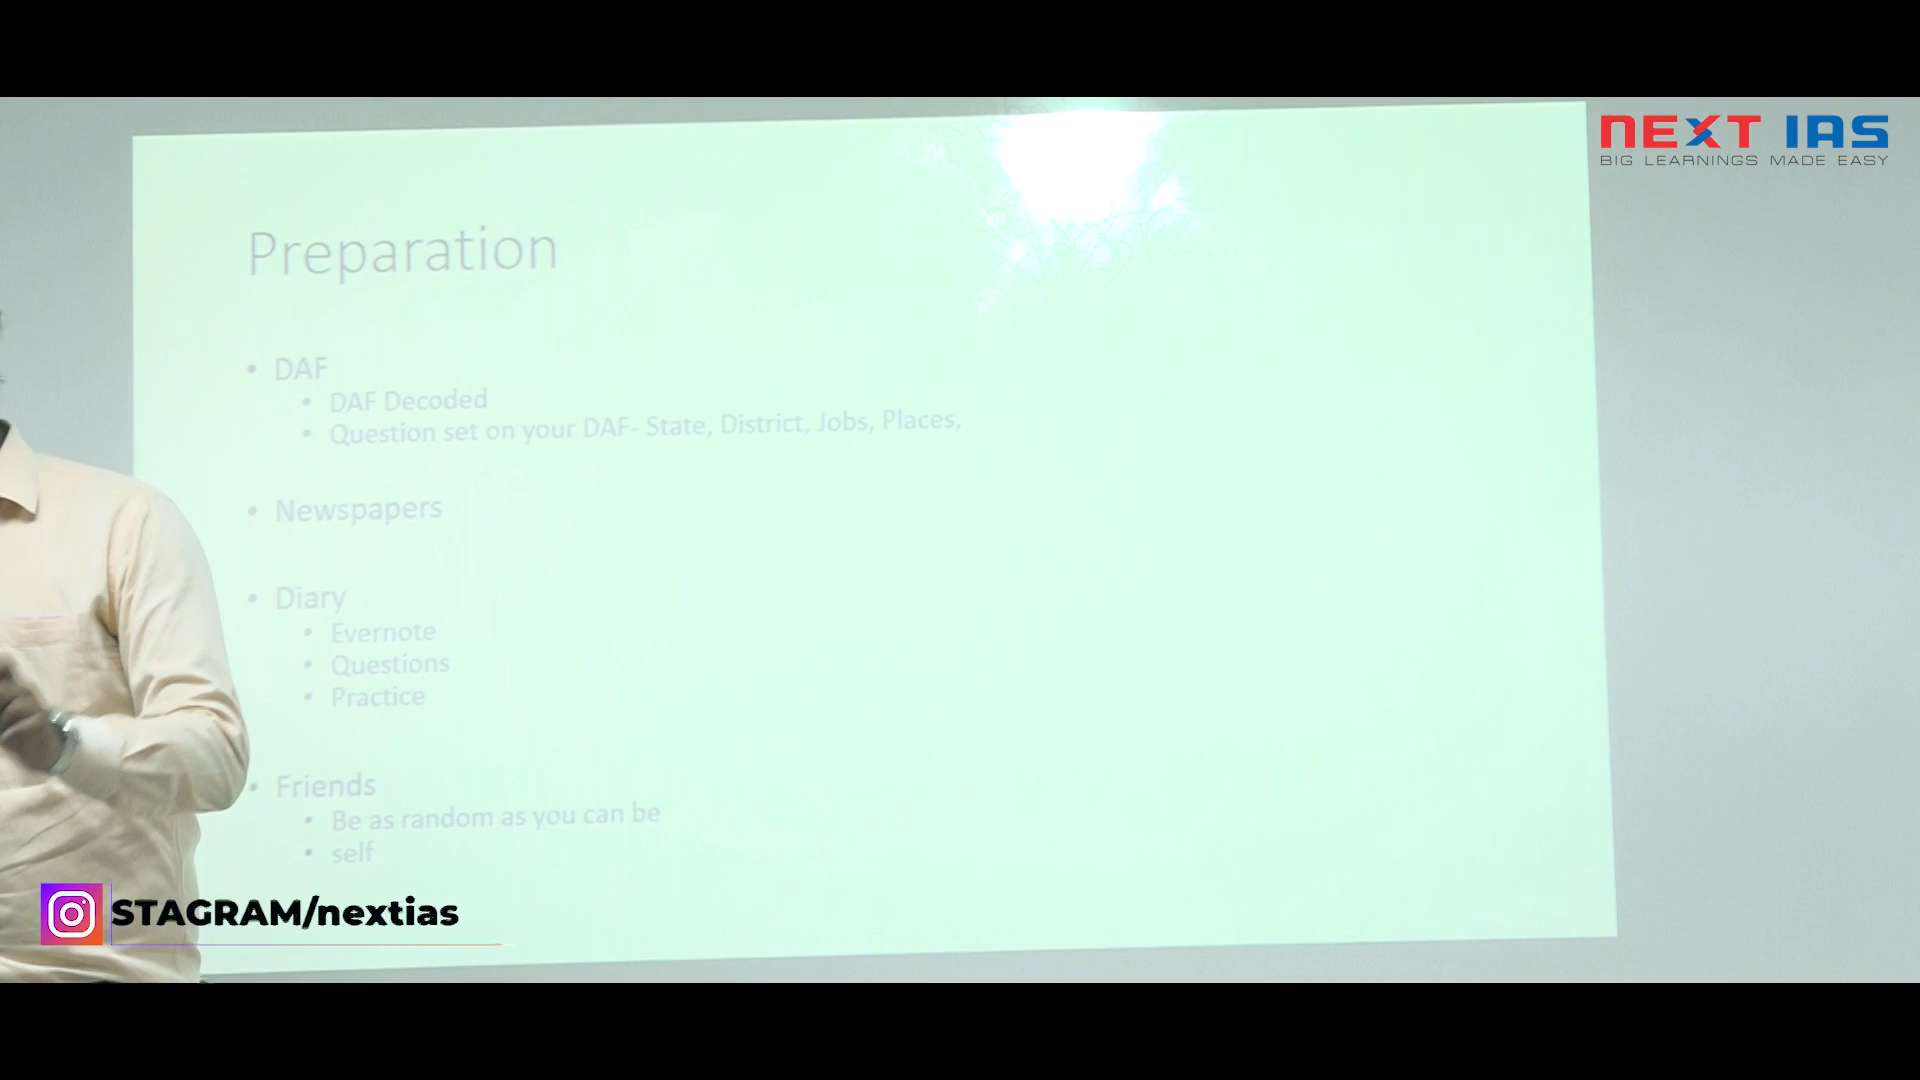 NEXT IAS
BIG LEARNINGS MADE EASY
Preparation
• DAF
• DAF Decoded
• Question set on your DAF- State, District, Jobs, Places,
• Newspapers
• Diary
• Evernote
• Questions
• Practice
• Friends
• Be as random as you can be
• self
STAGRAM/nextias